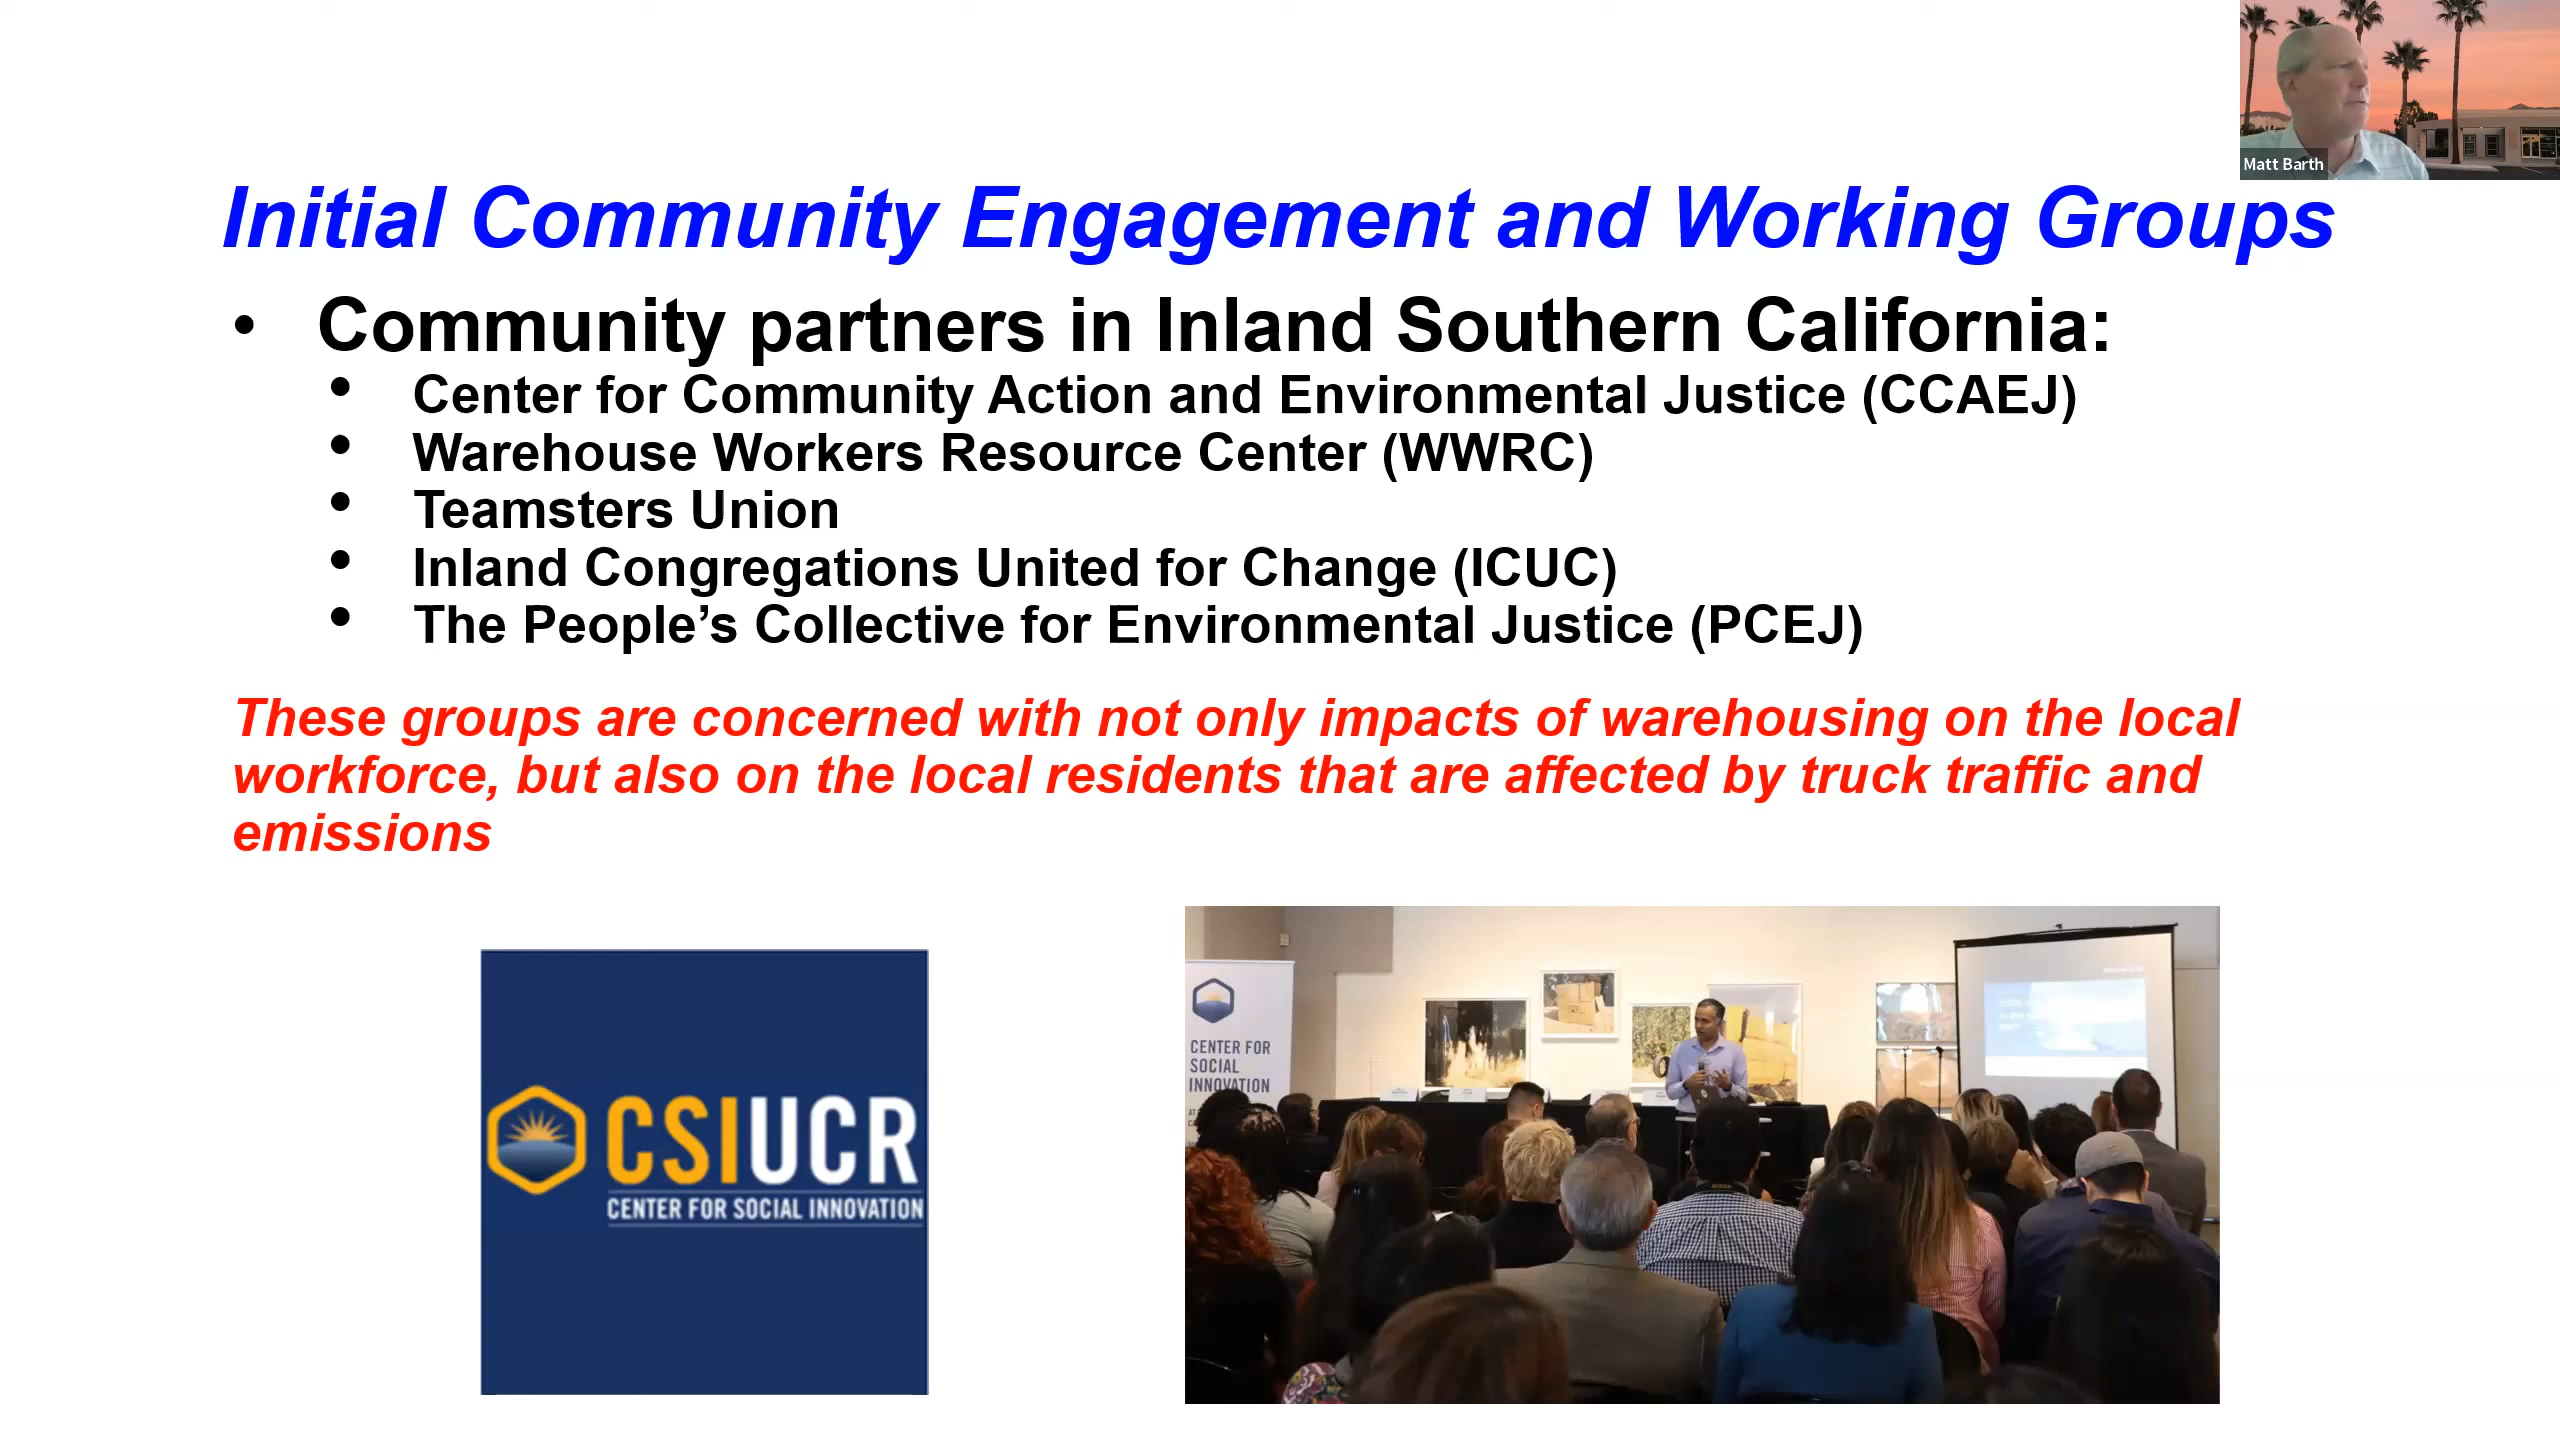 Matt Barth
Initial Community Engagement and Working Groups
• Community partners in Inland Southern California:
• Center for Community Action and Environmental Justice (CCAEJ)
• Warehouse Workers Resource Center (WWRC)
• Teamsters Union
• Inland Congregations United for Change (ICUC)
• The People’s Collective for Environmental Justice (PCEJ)
These groups are concerned with not only impacts of warehousing on the local
workforce, but also on the local residents that are affected by truck traffic and
emissions
CSIUCR
CENTER FOR SOCIAL INNOVATION
CENTER FOR
SOCIAL
INNOVATION